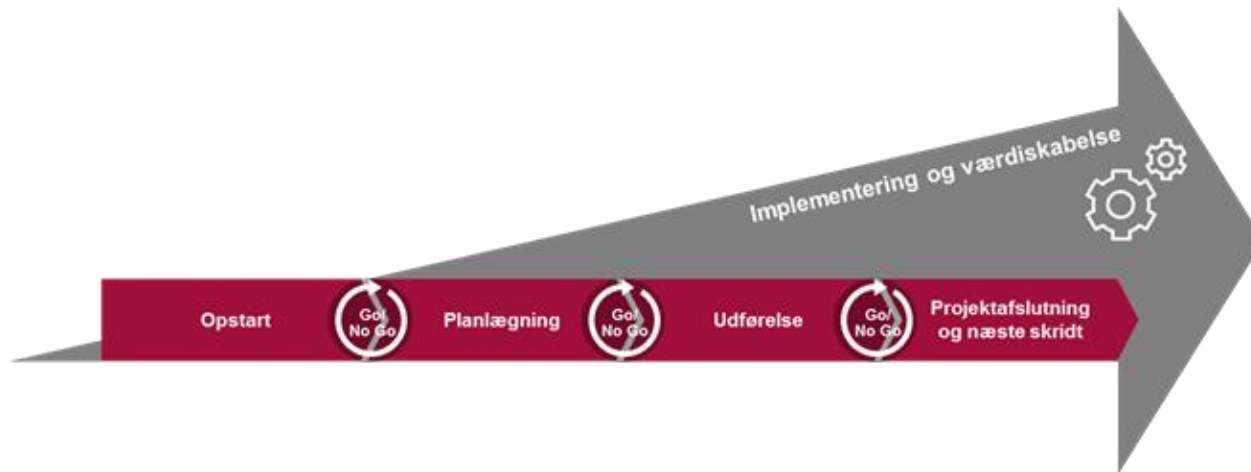 Implementering og værdiskabelse
Opstart
Go/
No Go
Planlægning
Go/
No Go
Udførelse
Go/
No Go
Projektafslutning
og næste skridt